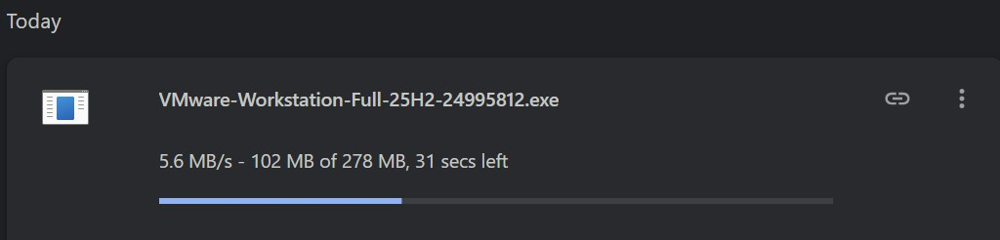 Today
VMware-Workstation-Full-25H2-24995812.exe
5.6 MB/s - 102 MB of 278 MB, 31 secs left